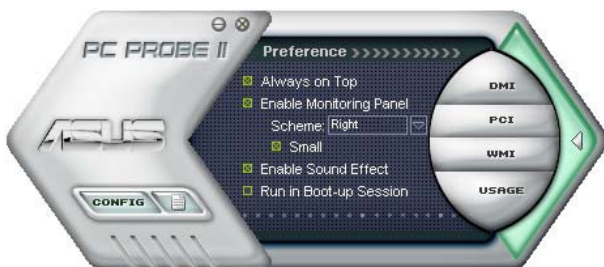 PC PROBE II
Preference >>>>>>>>>>>
Always on Top
Enable Monitoring Panel
Scheme: Right
Small
Enable Sound Effect
Run in Boot-up Session
ASUS
CONFIG
DMI
PCI
WMI
USAGE